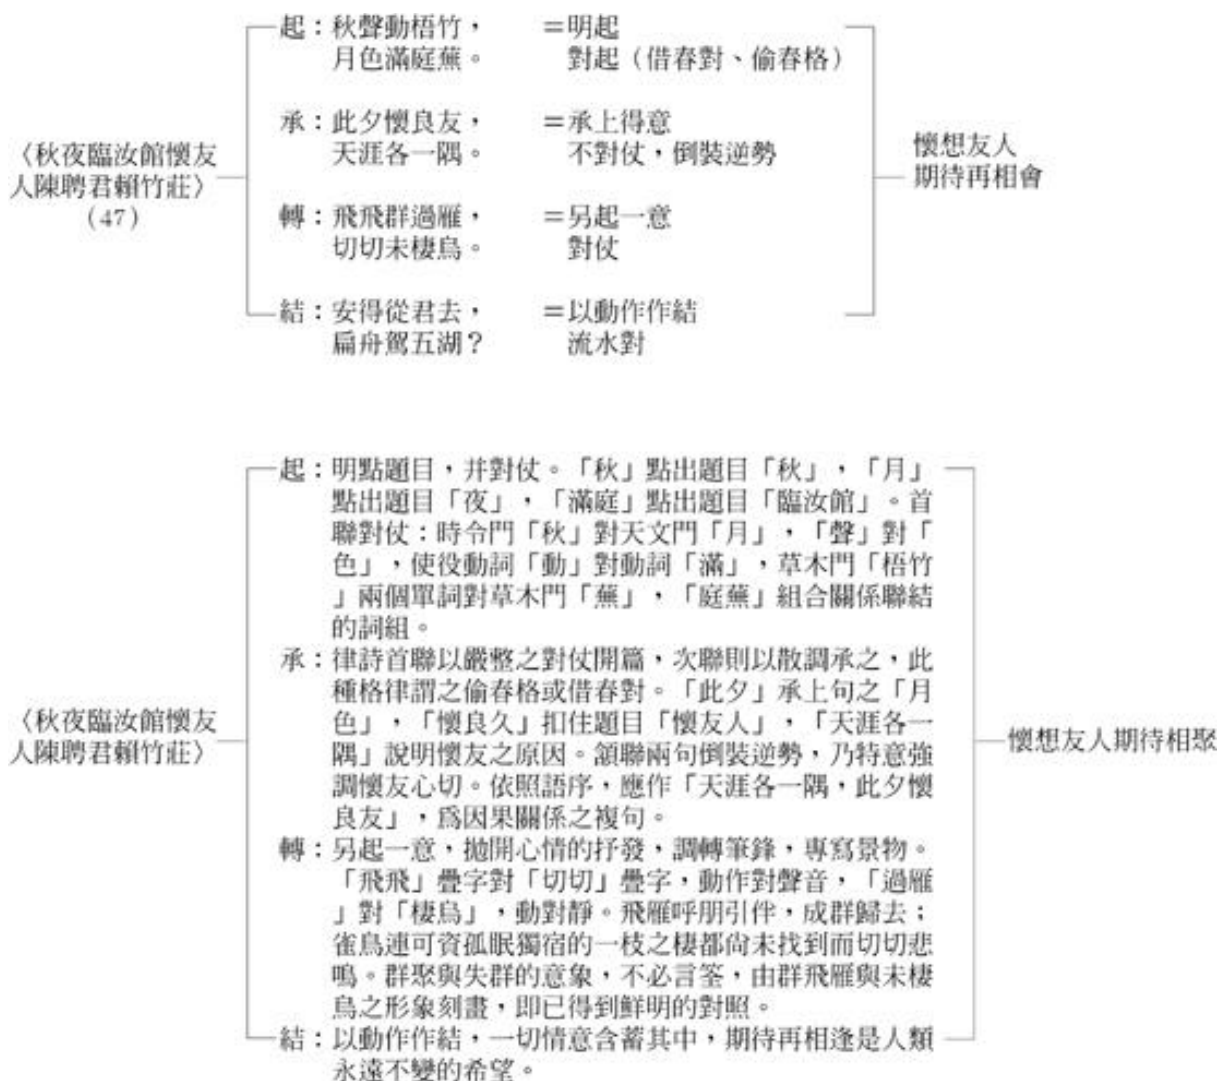 〈秋夜臨汝館懷友
人陳聘君賴竹莊〉
(47)
起：秋聲動梧竹，
月色滿庭蕪。
＝明起
對起（借春對、偷春格）
承：此夕懷良友，
天涯各一隅。
＝承上得意
不對仗，倒裝逆勢
轉：飛飛群過雁，
切切未棲烏。
＝另起一意
對仗
結：安得從君去，
扁舟駕五湖？
＝以動作作結
流水對
懷想友人
期待再相會
〈秋夜臨汝館懷友
人陳聘君賴竹莊〉
起：明點題目，并對仗。「秋」點出題目「秋」，「月」
點出題目「夜」，「滿庭」點出題目「臨汝館」。首
聯對仗：時令門「秋」對天文門「月」，「聲」對「
色」，使役動詞「動」對動詞「滿」，草木門「梧竹
」兩個單詞對草木門「蕪」，「庭蕪」組合關係聯結
的詞組。
承：律詩首聯以嚴整之對仗開篇，次聯則以散調承之，此
種格律謂之偷春格或借春對。「此夕」承上句之「月
色」，「懷良久」扣住題目「懷友人」，「天涯各一
隅」說明懷友之原因。頷聯兩句倒裝逆勢，乃特意強
調懷友心切。依照語序，應作「天涯各一隅，此夕懷
良友」，爲因果關係之複句。
轉：另起一意，拋開心情的抒發，調轉筆鋒，專寫景物。
「飛飛」疊字對「切切」疊字，動作對聲音，「過雁
」對「棲烏」，動對靜。飛雁呼朋引伴，成群歸去；
雀鳥連可資孤眠獨宿的一枝之棲都尚未找到而切切悲
鳴。群聚與失群的意象，不必言筌，由群飛雁與未棲
烏之形象刻畫，即已得到鮮明的對照。
結：以動作作結，一切情意含蓄其中，期待再相逢是人類
永遠不變的希望。
懷想友人期待相聚